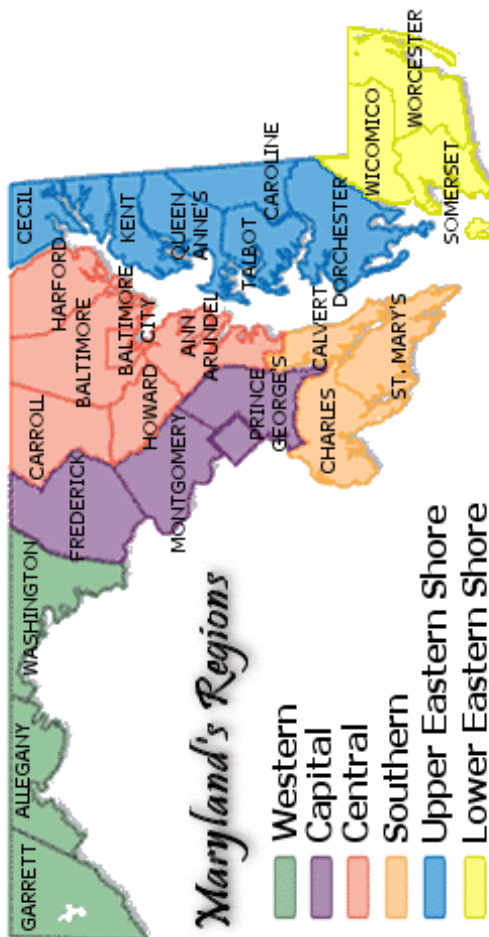 GARRETT
ALLEGANY
WASHINGTON
FREDERICK
CARROLL
BALTIMORE
HARFORD
CECIL
MONTGOMERY
HOWARD
BALTIMORE
CITY
KENT
ANN
ARUNDEL
QUEEN
ANNE'S
PRINCE
GEORGE'S
TALBOT
CAROLINE
CHARLES
CALVERT
DORCHESTER
ST. MARY'S
WICOMICO
WORCESTER
SOMERSET
Maryland's Regions
Western
Capital
Central
Southern
Upper Eastern Shore
Lower Eastern Shore